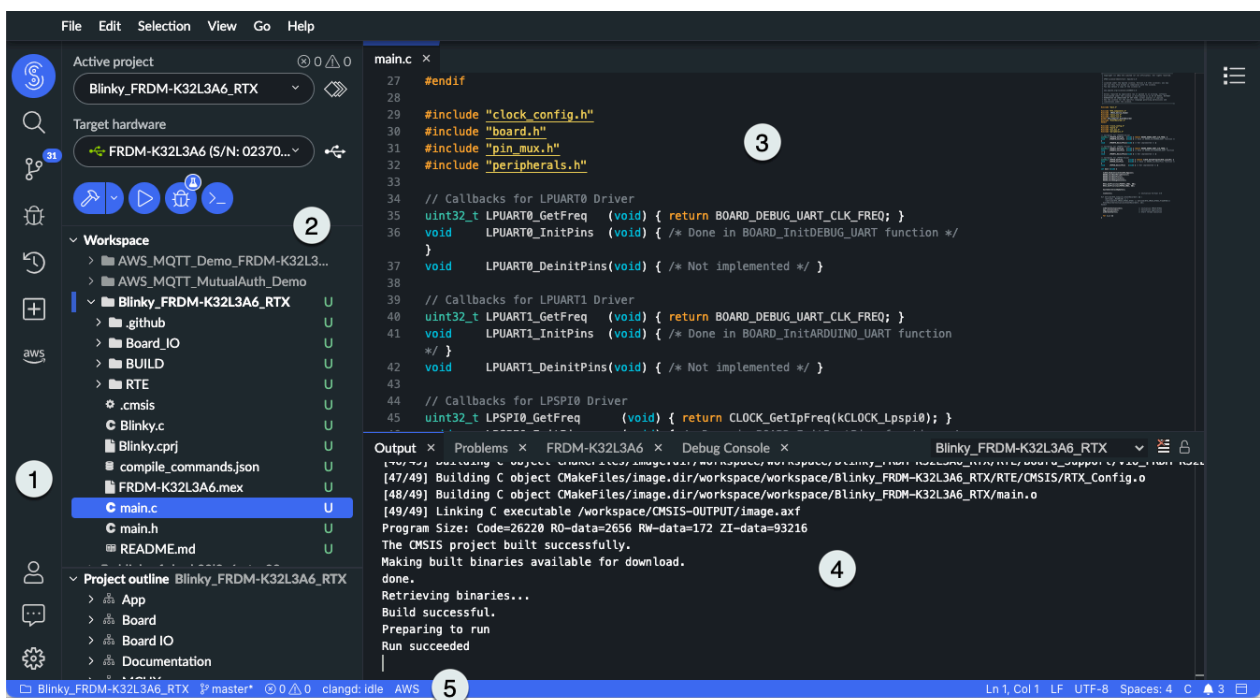 File Edit Selection View Go Help
Active project 0 0
Blinky_FRDM-K32L3A6_RTX
Target hardware
FRDM-K32L3A6 (S/N: 02370...
31
2
Workspace
AWS_MQTT_Demo_FRDM-K32L3...
AWS_MQTT_MutualAuth_Demo
Blinky_FRDM-K32L3A6_RTX U
.github U
Board_IO U
BUILD U
RTE U
.cmsis U
C Blinky.c U
Blinky.cprj U
compile_commands.json U
FRDM-K32L3A6.mex U
C main.c U
C main.h U
README.md U
aws
1
Project outline Blinky_FRDM-K32L3A6_RTX
App
Board
Board IO
Documentation
main.c ×
27 #endif
28
29 #include "clock_config.h"
30 #include "board.h"
31 #include "pin_mux.h"
32 #include "peripherals.h"
33
34 // Callbacks for LPUART0 Driver
35 uint32_t LPUART0_GetFreq (void) { return BOARD_DEBUG_UART_CLK_FREQ; }
36 void LPUART0_InitPins (void) { /* Done in BOARD_InitDEBUG_UART function */
}
37 void LPUART0_DeinitPins(void) { /* Not implemented */ }
38
39 // Callbacks for LPUART1 Driver
40 uint32_t LPUART1_GetFreq (void) { return BOARD_DEBUG_UART_CLK_FREQ; }
41 void LPUART1_InitPins (void) { /* Done in BOARD_InitARDUINO_UART function
*/ }
42 void LPUART1_DeinitPins(void) { /* Not implemented */ }
43
44 // Callbacks for LPSPI0 Driver
45 uint32_t LPSPI0_GetFreq (void) { return CLOCK_GetIpFreq(kCLOCK_Lpspi0); }
3
Output × Problems × FRDM-K32L3A6 × Debug Console × Blinky_FRDM-K32L3A6_RTX
[47/49] Building C object CMakeFiles/image.dir/workspace/workspace/Blinky_FRDM-K32L3A6_RTX/RTE/CMSIS/RTX_Config.o
[48/49] Building C object CMakeFiles/image.dir/workspace/workspace/Blinky_FRDM-K32L3A6_RTX/main.o
[49/49] Linking C executable /workspace/CMSIS-OUTPUT/image.axf
Program Size: Code=26220 RO-data=2656 RW-data=172 ZI-data=93216
The CMSIS project built successfully.
Making built binaries available for download.
done.
Retrieving binaries...
Build successful.
Preparing to run
Run succeeded
4
Blinky_FRDM-K32L3A6_RTX master* 0 0 clangd: idle AWS 5 Ln 1, Col 1 LF UTF-8 Spaces: 4 C 3